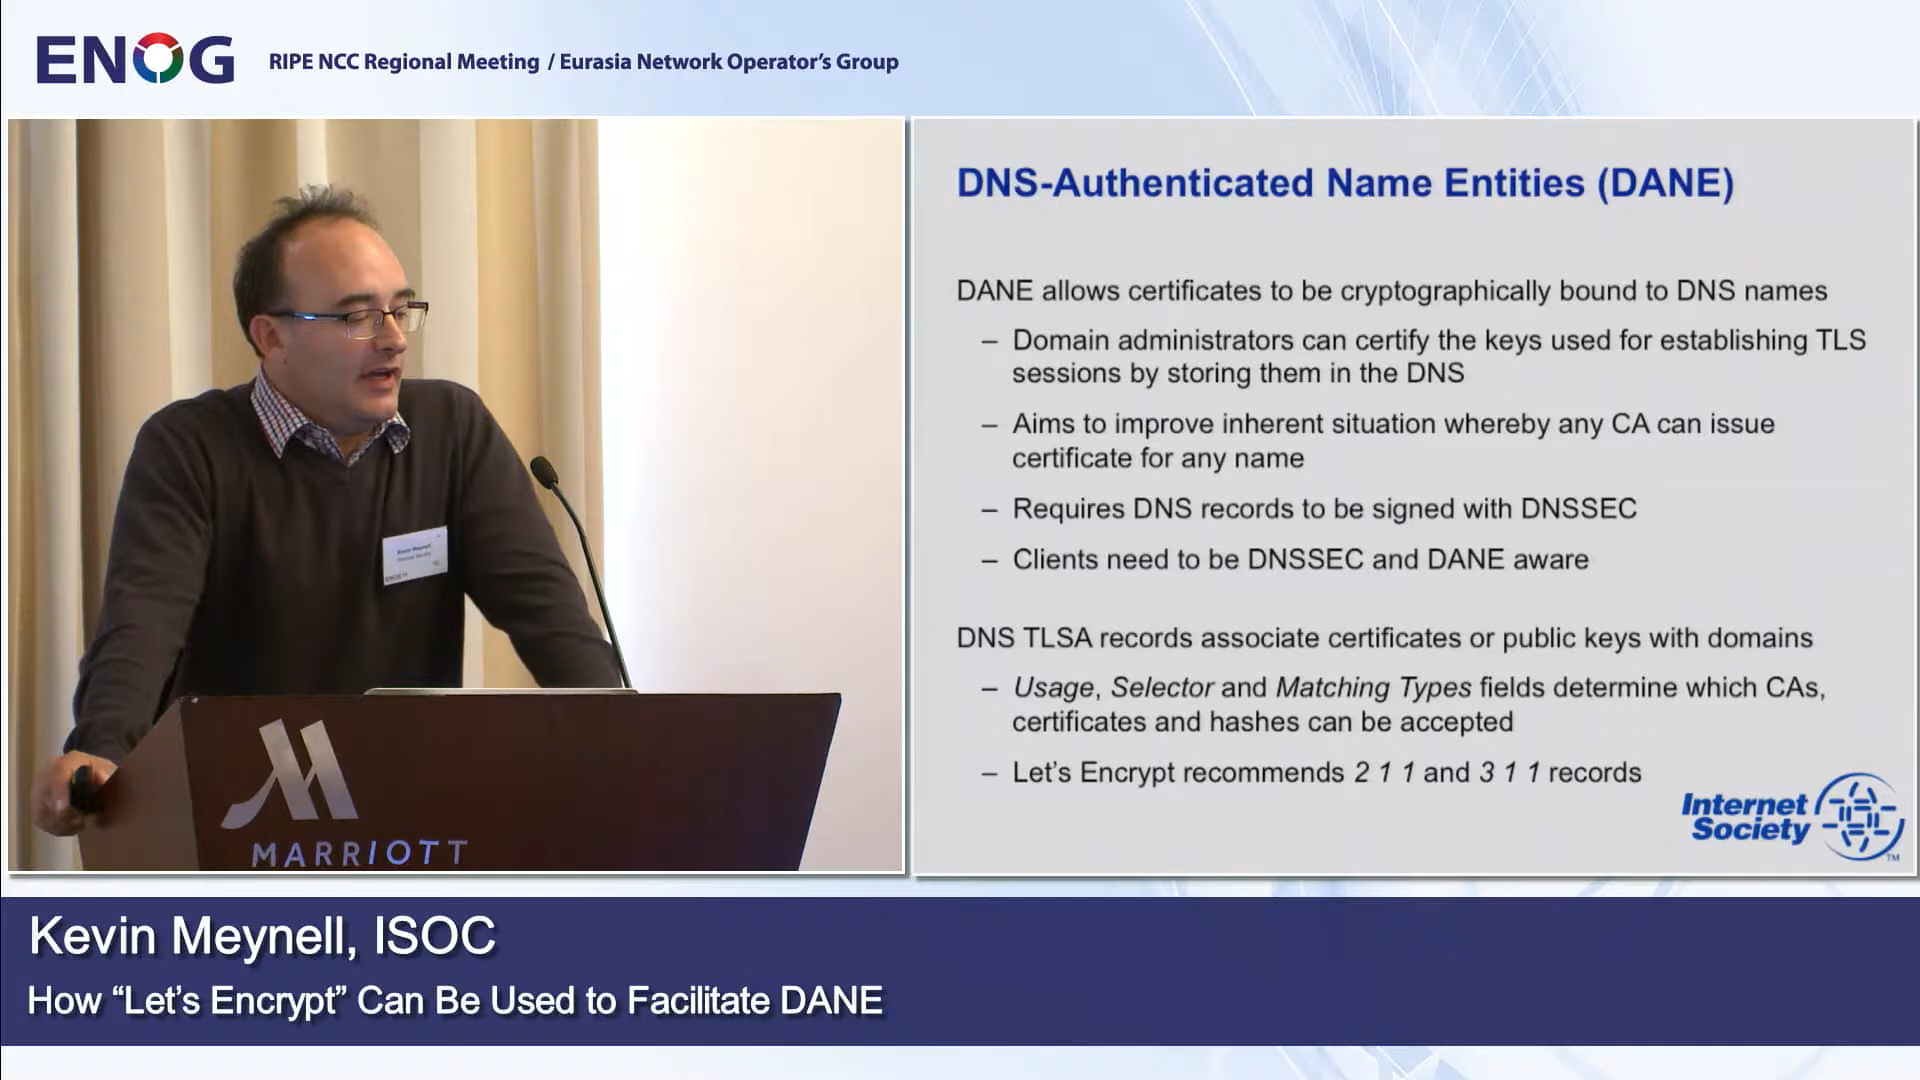 ENOG
RIPE NCC Regional Meeting / Eurasia Network Operator's Group
DNS-Authenticated Name Entities (DANE)
DANE allows certificates to be cryptographically bound to DNS names
– Domain administrators can certify the keys used for establishing TLS
sessions by storing them in the DNS
– Aims to improve inherent situation whereby any CA can issue
certificate for any name
– Requires DNS records to be signed with DNSSEC
– Clients need to be DNSSEC and DANE aware
DNS TLSA records associate certificates or public keys with domains
– Usage, Selector and Matching Types fields determine which CAs,
certificates and hashes can be accepted
– Let's Encrypt recommends 2 1 1 and 3 1 1 records
Internet
Society
TM
Kevin Meynell
MARRIOTT
Kevin Meynell, ISOC
How “Let's Encrypt” Can Be Used to Facilitate DANE